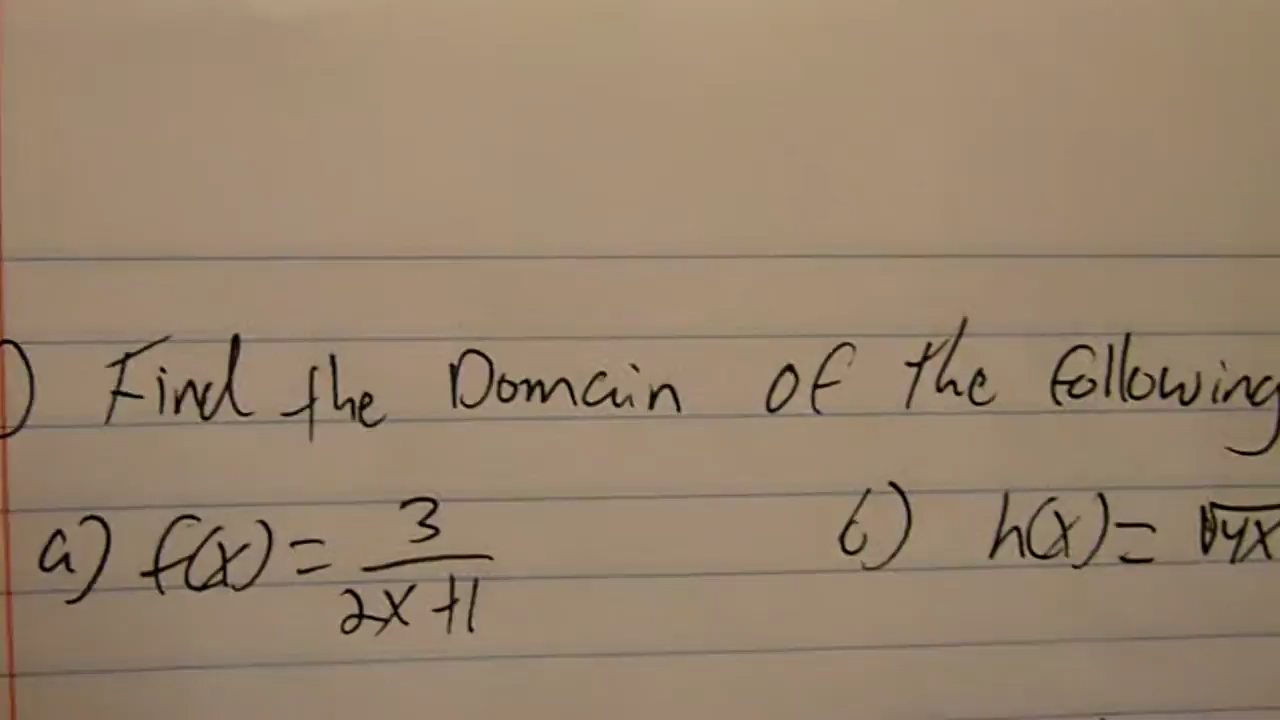 ) Find the Domain of the following
a) f(x) = 3/(2x+1) b) h(x) = √4x